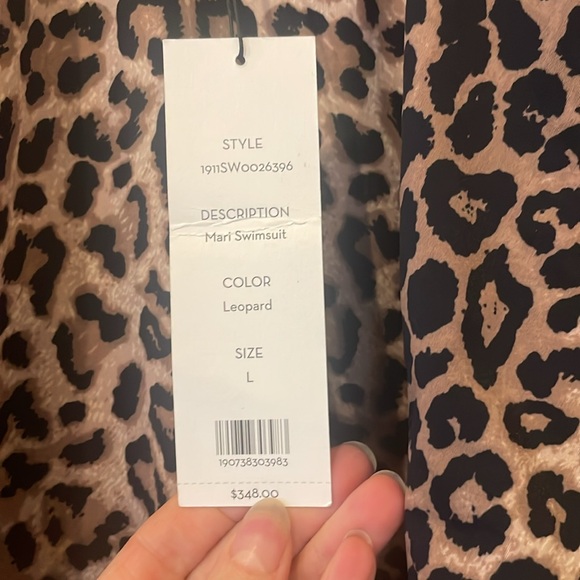 STYLE
1911SW0026396
DESCRIPTION
Mari Swimsuit
COLOR
Leopard
SIZE
L
190738303983
$348.00